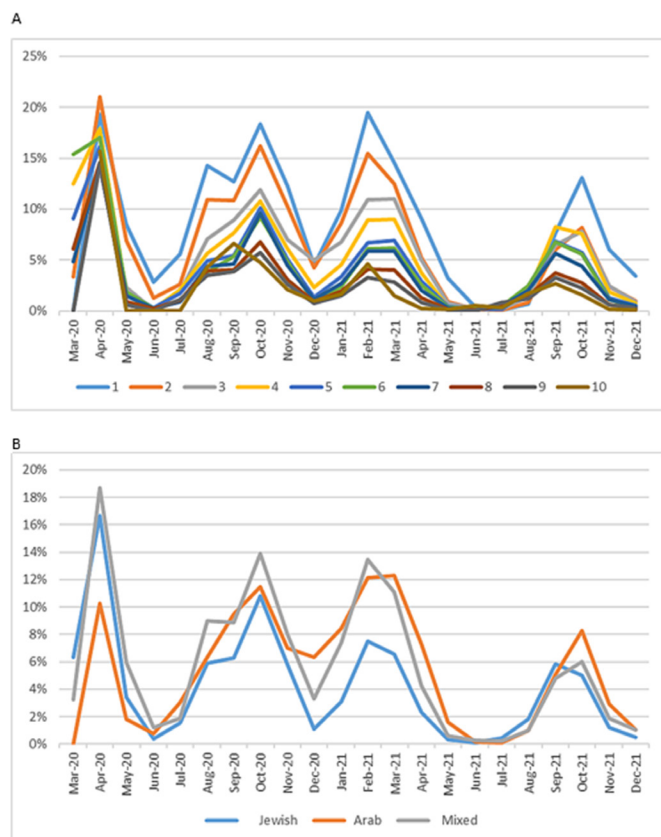 A
25%
20%
15%
10%
5%
0%
Mar-20 Apr-20 May-20 Jun-20 Jul-20 Aug-20 Sep-20 Oct-20 Nov-20 Dec-20 Jan-21 Feb-21 Mar-21 Apr-21 May-21 Jun-21 Jul-21 Aug-21 Sep-21 Oct-21 Nov-21 Dec-21
1 2 3 4 5 6 7 8 9 10
B
20%
18%
16%
14%
12%
10%
8%
6%
4%
2%
0%
Mar-20 Apr-20 May-20 Jun-20 Jul-20 Aug-20 Sep-20 Oct-20 Nov-20 Dec-20 Jan-21 Feb-21 Mar-21 Apr-21 May-21 Jun-21 Jul-21 Aug-21 Sep-21 Oct-21 Nov-21 Dec-21
Jewish Arab Mixed